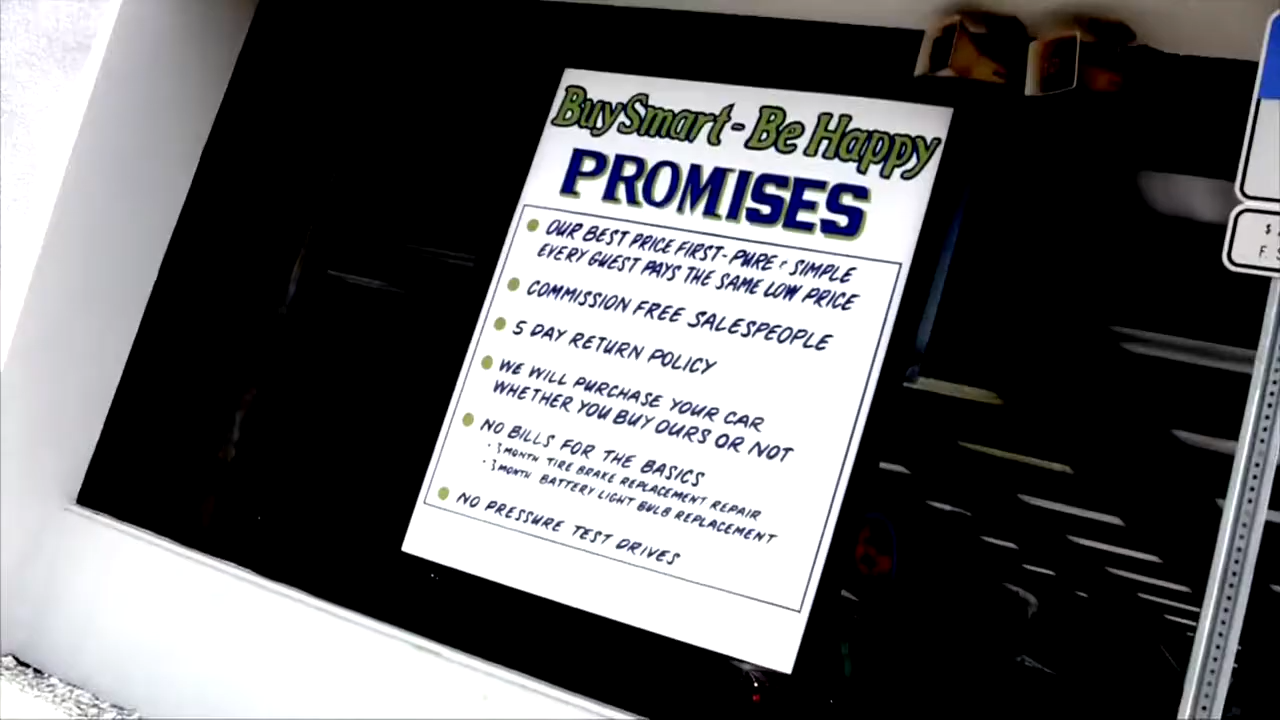 BuySmart - Be Happy
PROMISES
OUR BEST PRICE FIRST - PURE & SIMPLE
EVERY GUEST PAYS THE SAME LOW PRICE
COMMISSION FREE SALESPEOPLE
5 DAY RETURN POLICY
WE WILL PURCHASE YOUR CAR
WHETHER YOU BUY OURS OR NOT
NO BILLS FOR THE BASICS
· 3 MONTH TIRE BRAKE REPLACEMENT REPAIR
· 3 MONTH BATTERY LIGHT BULB REPLACEMENT
NO PRESSURE TEST DRIVES